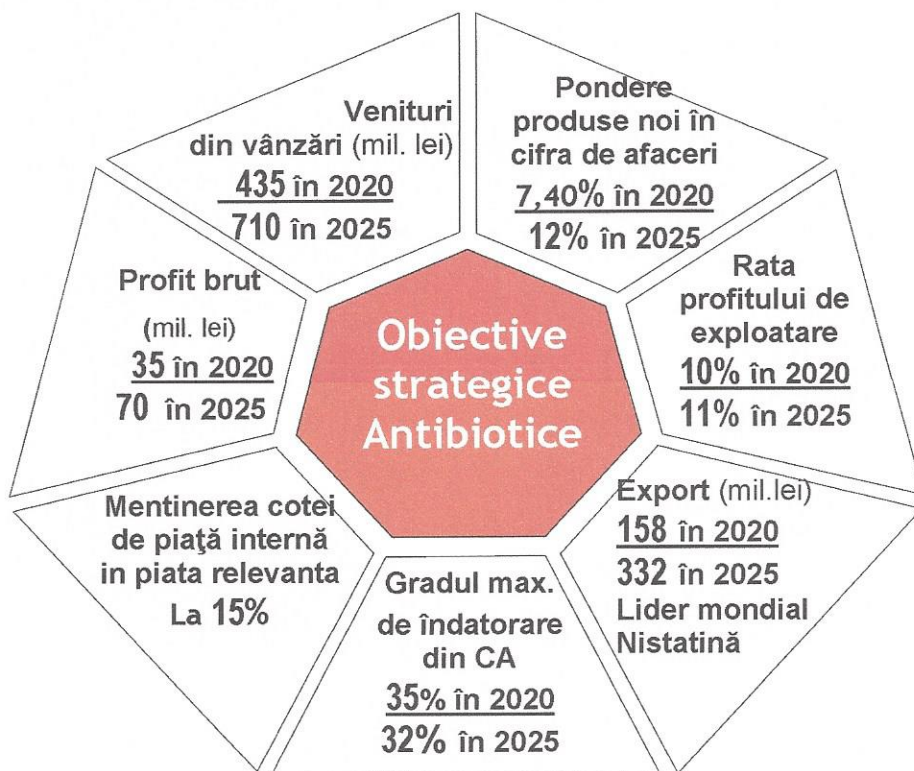 Venituri
din vânzări (mil. lei)
435 în 2020
710 în 2025
Pondere
produse noi în
cifra de afaceri
7,40% în 2020
12% în 2025
Rata
profitului de
exploatare
10% în 2020
11% în 2025
Export (mil.lei)
158 în 2020
332 în 2025
Lider mondial
Nistatină
Gradul max.
de îndatorare
din CA
35% în 2020
32% în 2025
Mentinerea cotei
de piaţă internă
in piata relevanta
La 15%
Profit brut
(mil. lei)
35 în 2020
70 în 2025
Obiective
strategice
Antibiotice